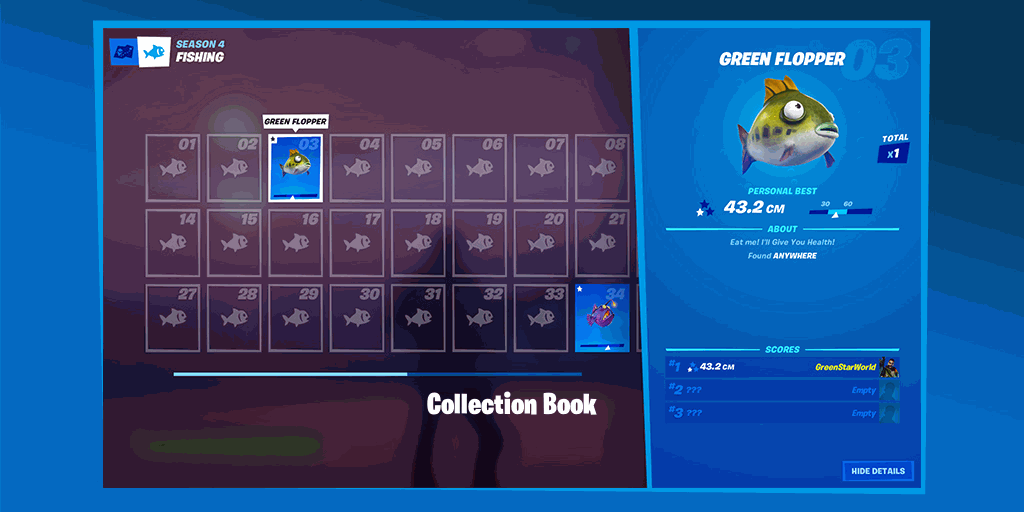 SEASON 4
FISHING
GREEN FLOPPER
01 02 03 04 05 06 07 08
14 15 16 17 18 19 20 21
27 28 29 30 31 32 33 34
Collection Book
GREEN FLOPPER 03
TOTAL
x1
PERSONAL BEST
43.2 CM
30 60
ABOUT
Eat me! I'll Give You Health!
Found ANYWHERE
SCORES
#1 43.2 CM GreenStarWorld
#2 ??? Empty
#3 ??? Empty
HIDE DETAILS